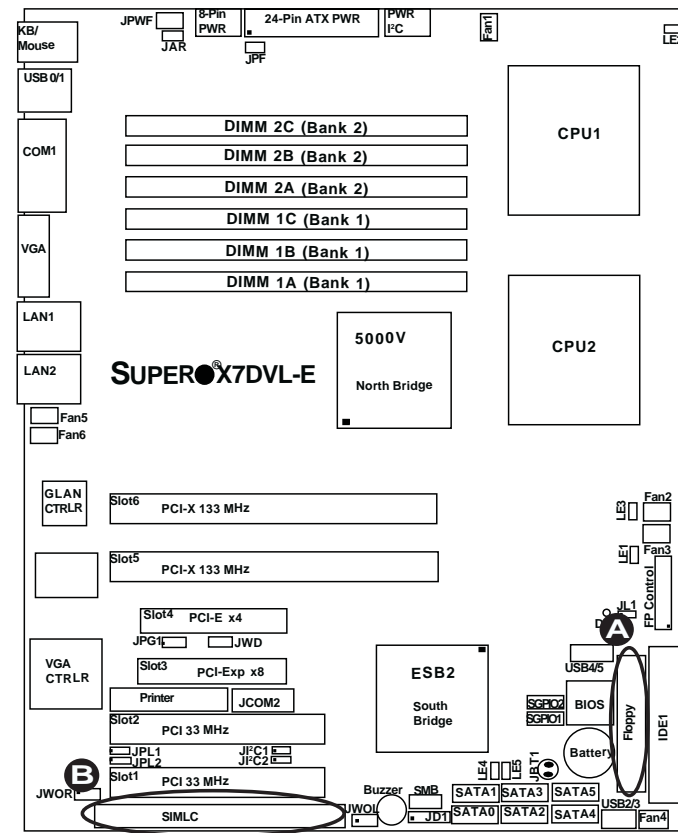 KB/
Mouse
JPWF
JAR
8-Pin
PWR
24-Pin ATX PWR
JPF
PWR
I²C
Fan1
USB 0/1
COM1
VGA
LAN1
LAN2
Fan5
Fan6
DIMM 2C (Bank 2)
DIMM 2B (Bank 2)
DIMM 2A (Bank 2)
DIMM 1C (Bank 1)
DIMM 1B (Bank 1)
DIMM 1A (Bank 1)
CPU1
CPU2
5000V
North Bridge
SUPER®X7DVL-E
GLAN
CTRLR
Slot6
PCI-X 133 MHz
Slot5
PCI-X 133 MHz
Slot4
PCI-E x4
JPG1
JWD
Slot3
PCI-Exp x8
VGA
CTRLR
Printer
JCOM2
Slot2
PCI 33 MHz
JPL1
JPL2
JI²C1
JI²C2
B
JWOR
Slot1
PCI 33 MHz
SIMLC
JWOL
Buzzer
SMB
JD1
ESB2
South
Bridge
LE4
LE5
JBT1
SATA1
SATA3
SATA5
SATA0
SATA2
SATA4
LE3
Fan2
LE1
Fan3
FP Control
JL1
A
USB4/5
SGPIO2
SGPIO1
BIOS
Battery
Floppy
IDE1
USB2/3
Fan4